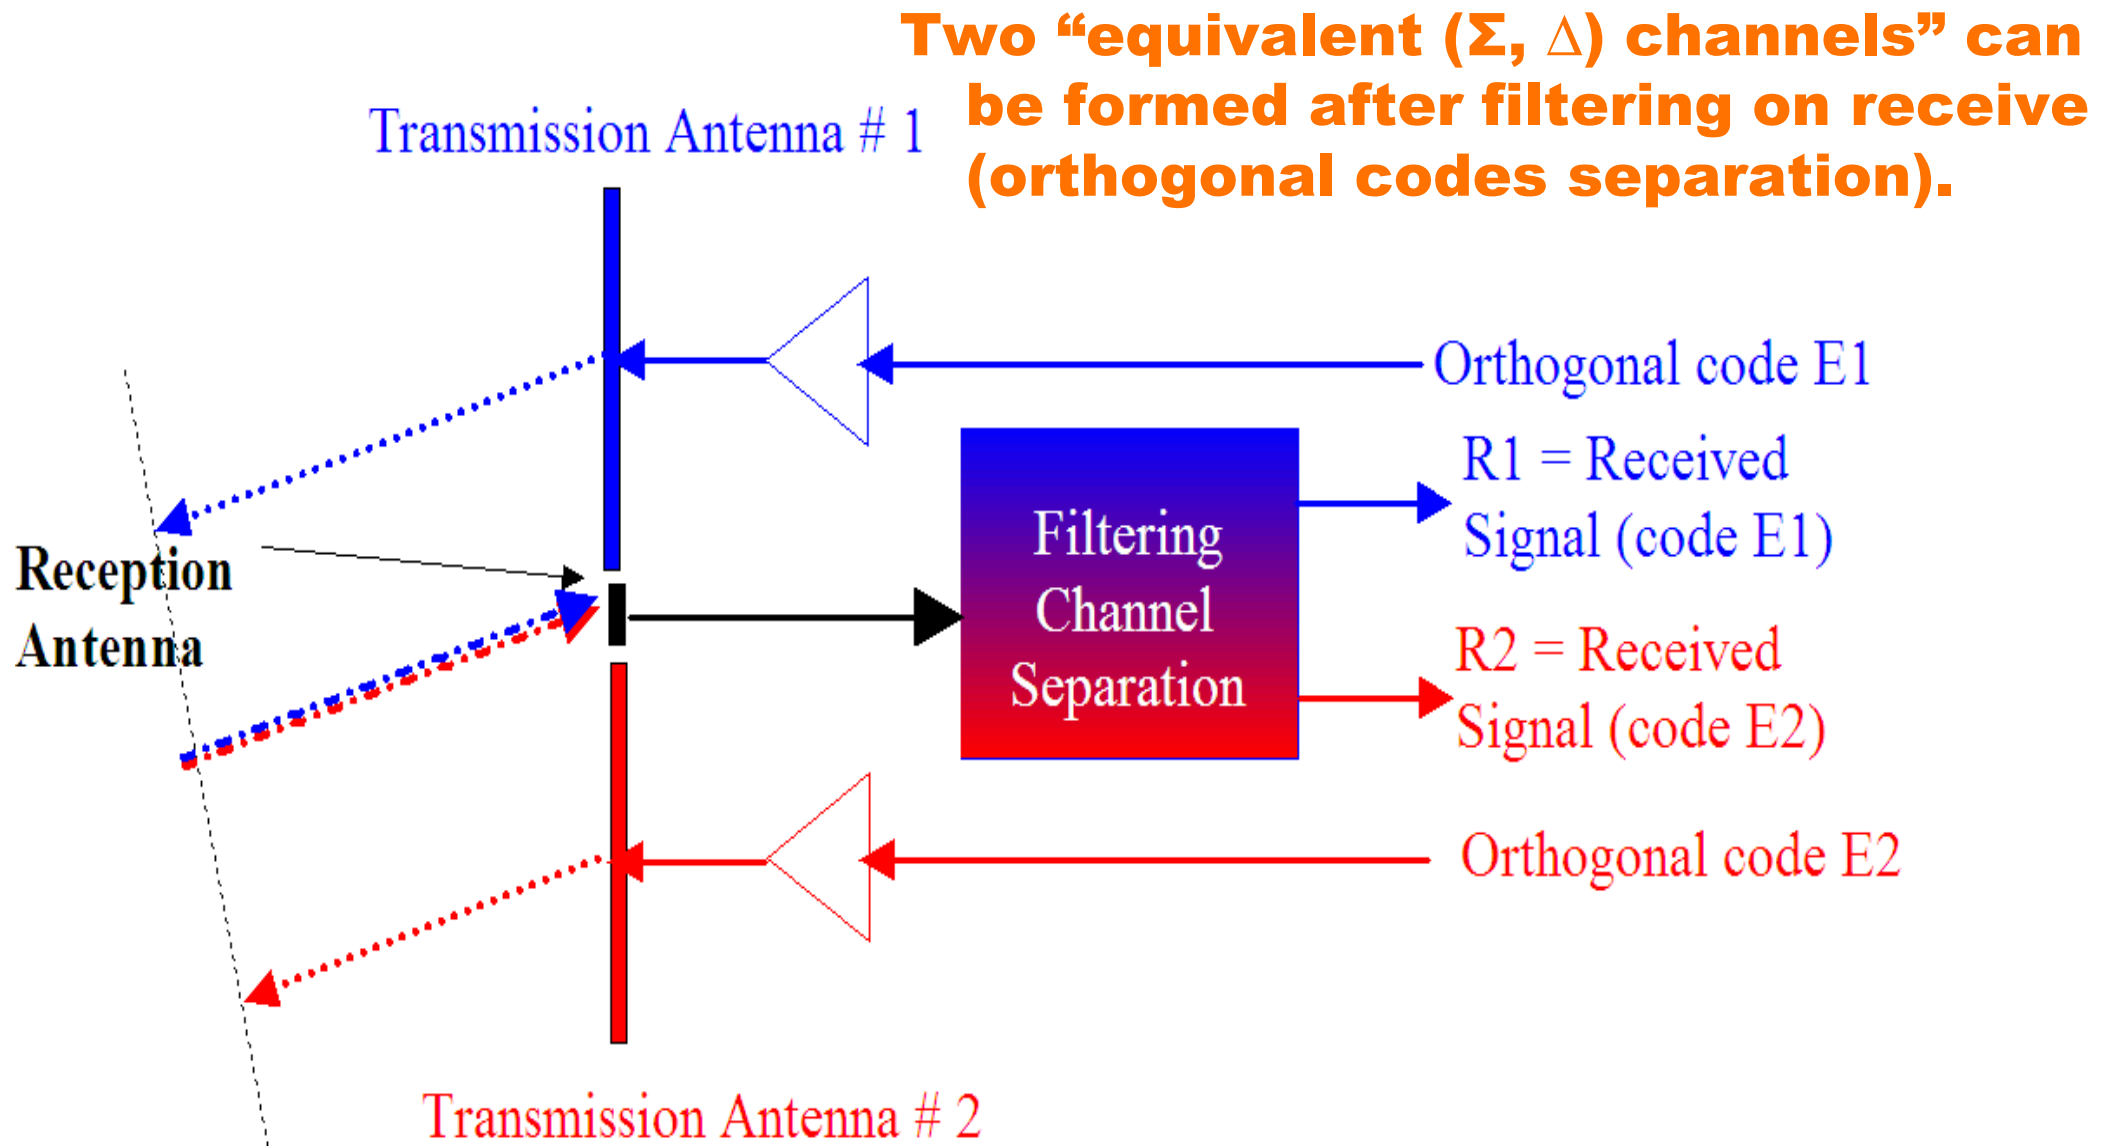 Two “equivalent (Σ, Δ) channels” can
be formed after filtering on receive
(orthogonal codes separation).
Transmission Antenna # 1
Orthogonal code E1
R1 = Received
Signal (code E1)
Filtering
Channel
Separation
Reception
Antenna
R2 = Received
Signal (code E2)
Orthogonal code E2
Transmission Antenna # 2